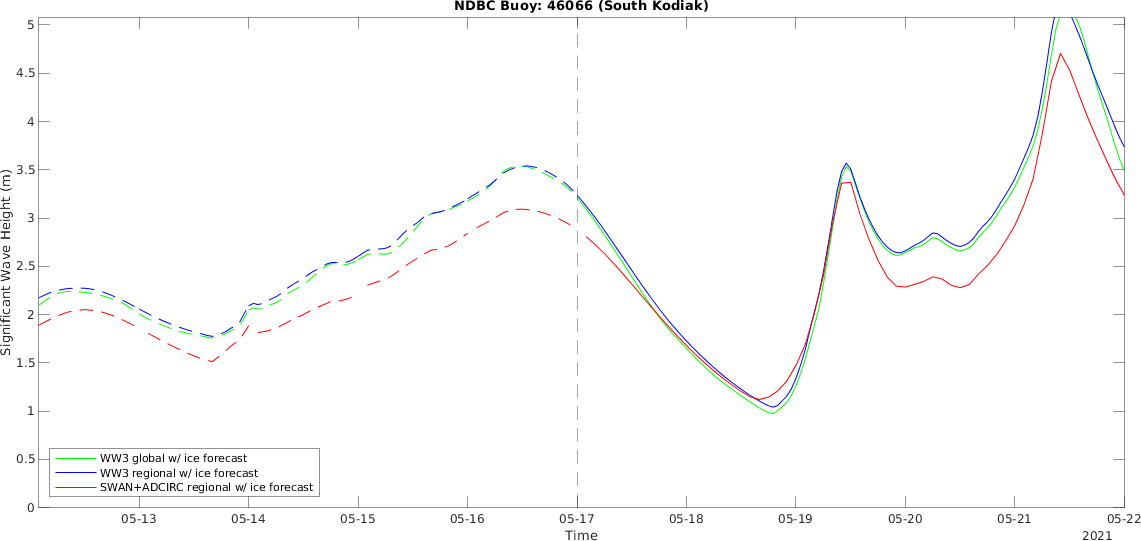 NDBC Buoy: 46066 (South Kodiak)
5
4.5
4
3.5
3
2.5
2
1.5
1
0.5
0
Significant Wave Height (m)
WW3 global w/ ice forecast
WW3 regional w/ ice forecast
SWAN+ADCIRC regional w/ ice forecast
05-13 05-14 05-15 05-16 05-17 05-18 05-19 05-20 05-21 05-22
Time
2021